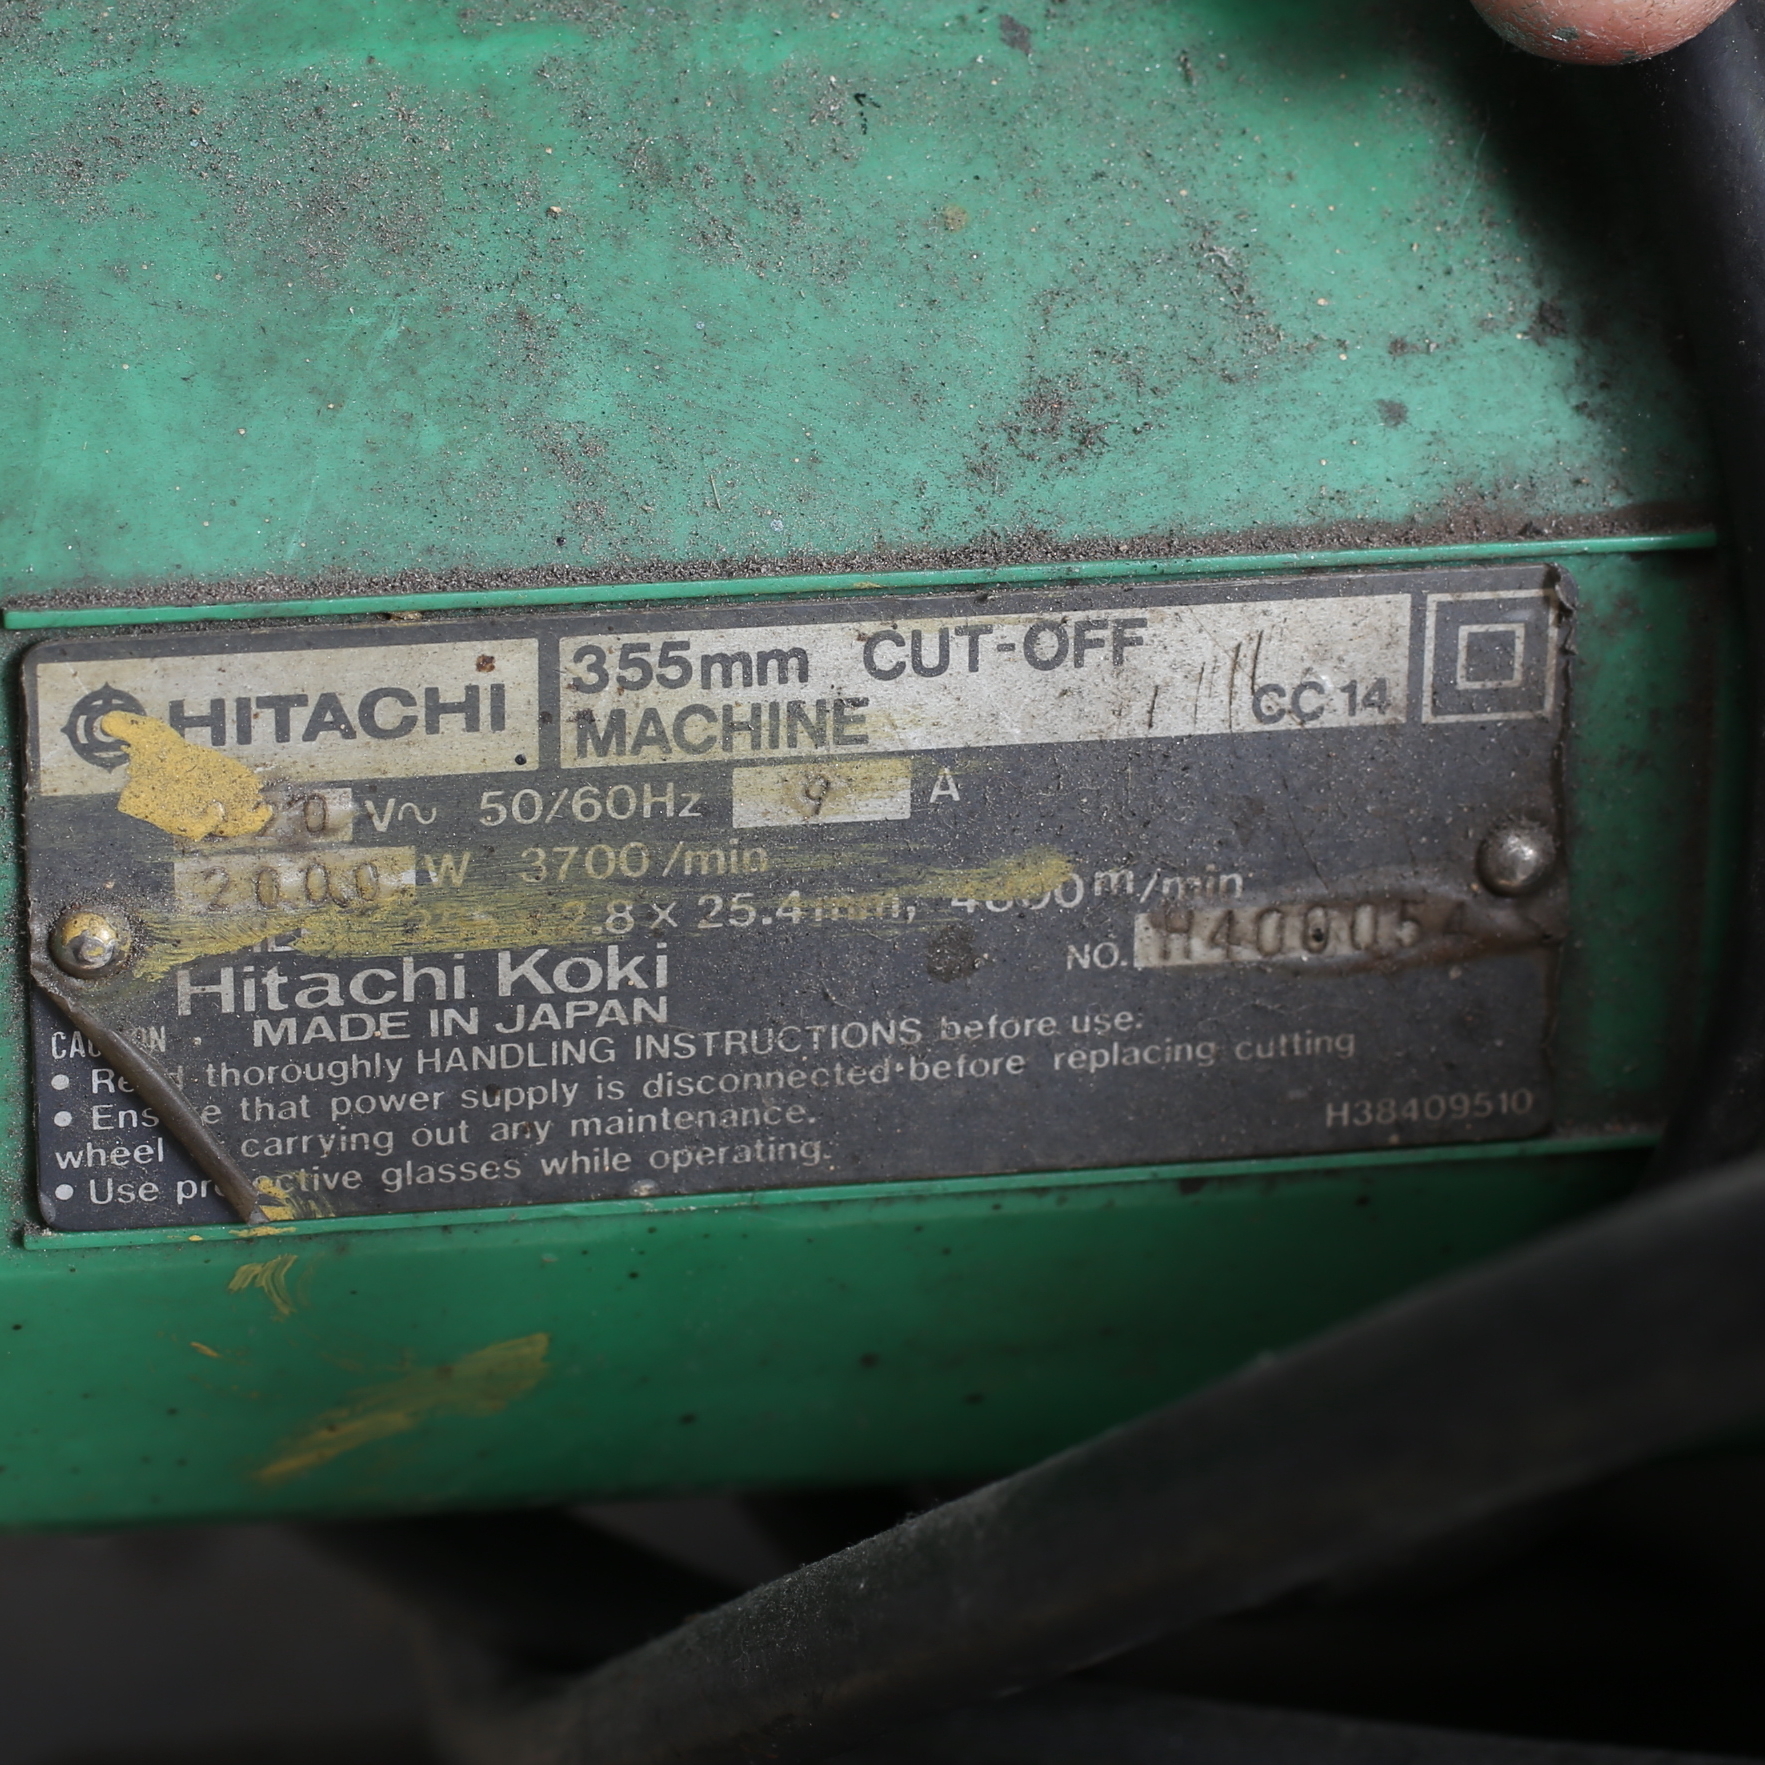 HITACHI
355mm CUT-OFF
MACHINE
CC14
V~ 50/60Hz 9 A
2000 W 3700/min
.8 x 25.4mm, m/min
Hitachi Koki
NO.
MADE IN JAPAN
thoroughly HANDLING INSTRUCTIONS before use.
that power supply is disconnected before replacing cutting
wheel carrying out any maintenance.
• Use glasses while operating.
H38409510